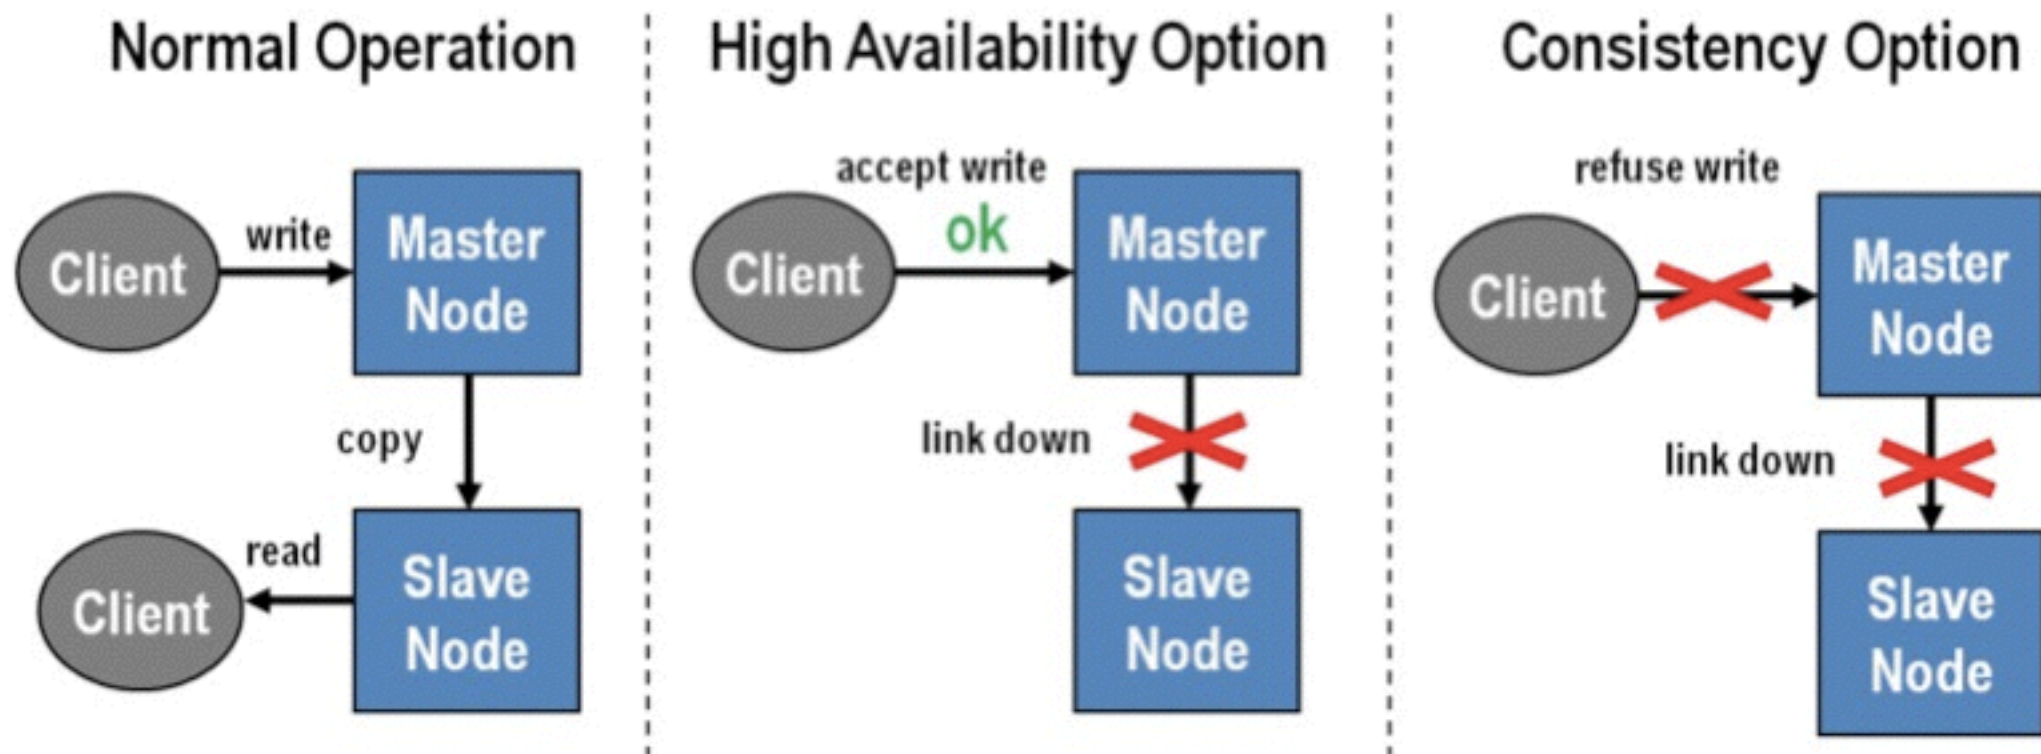 Normal Operation
Client
write
Master
Node
copy
Client
read
Slave
Node
High Availability Option
accept write
ok
Client
Master
Node
link down
Slave
Node
Consistency Option
refuse write
Client
Master
Node
link down
Slave
Node